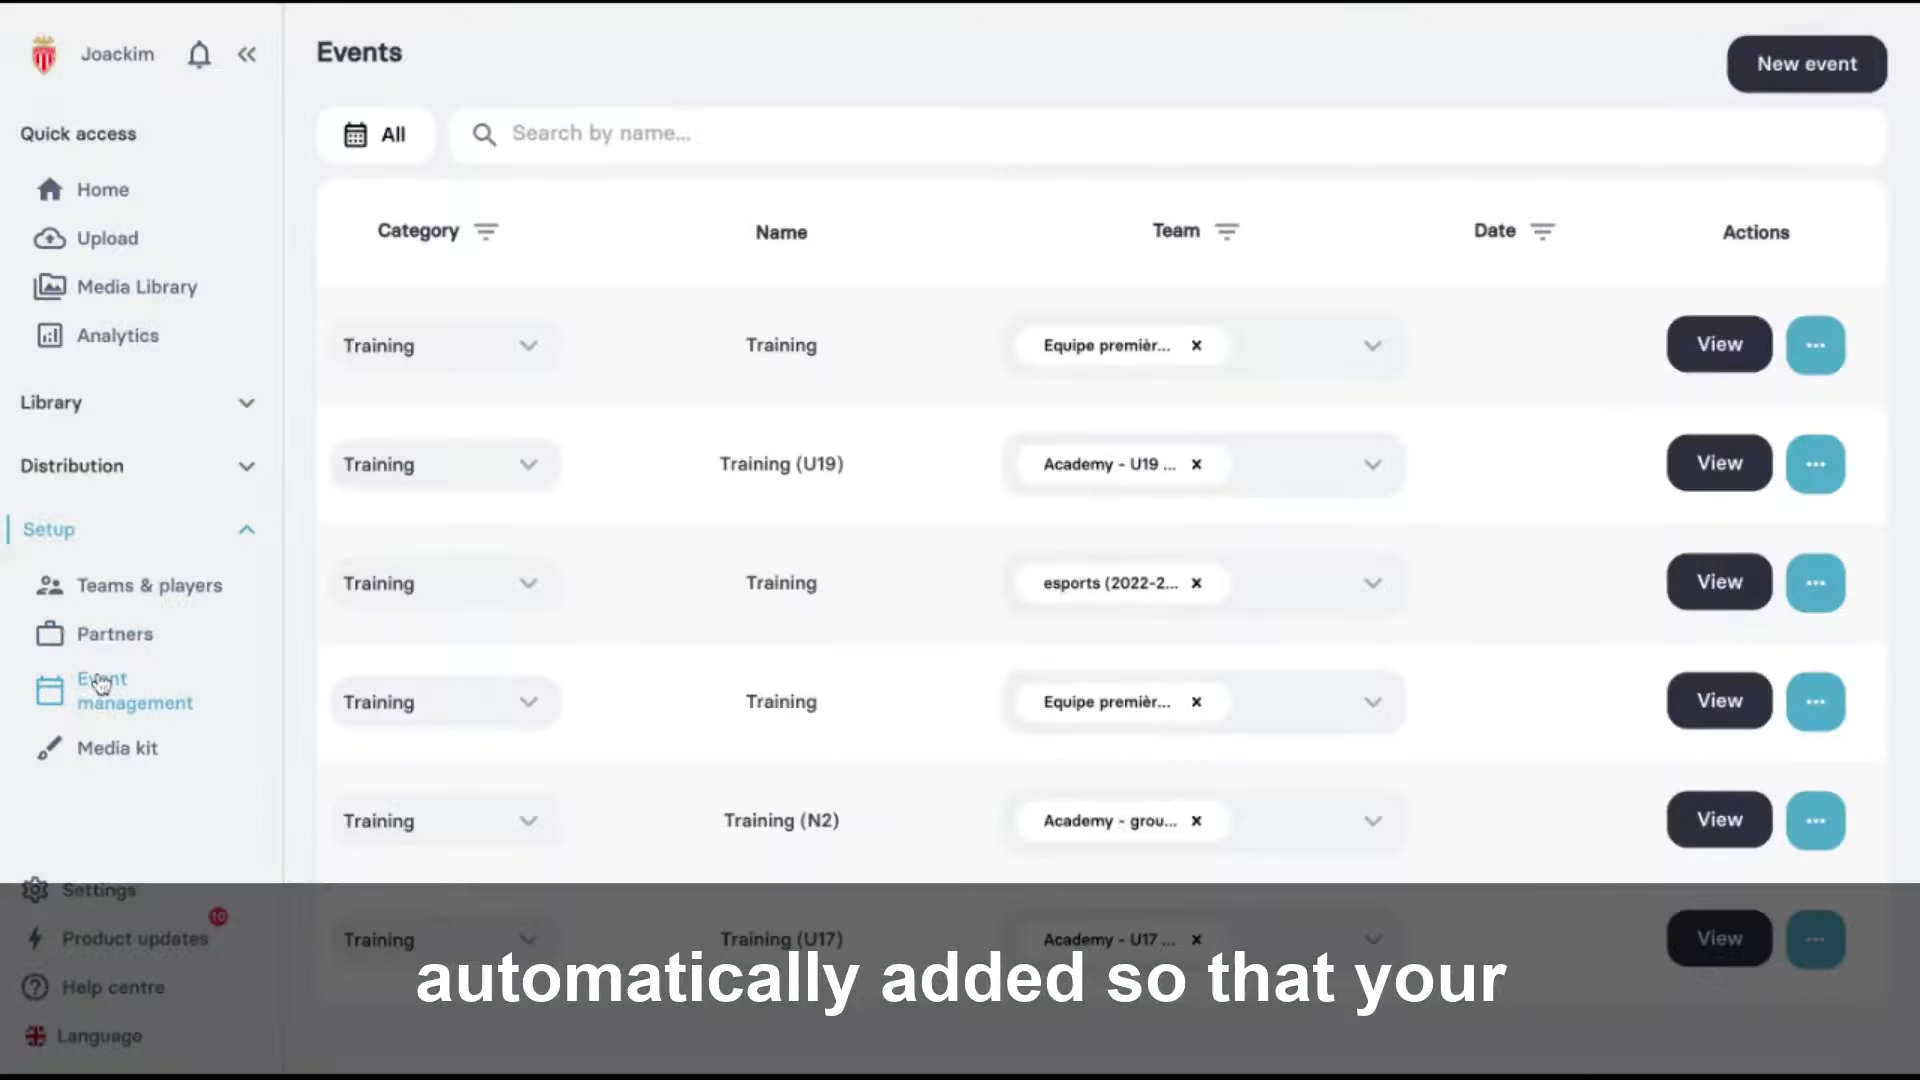 Joackim
Events
New event
Quick access
All
Search by name...
Home
Upload
Media Library
Analytics
Library
Distribution
Setup
Teams & players
Partners
Event
management
Media kit
Settings
Product updates
10
Help centre
Language
Category
Name
Team
Date
Actions
Training
Training
Equipe premièr...
View
Training
Training (U19)
Academy - U19 ...
View
Training
Training
esports (2022-2...
View
Training
Training
Equipe premièr...
View
Training
Training (N2)
Academy - grou...
View
Training
Training (U17)
Academy - U17 ...
View
automatically added so that your